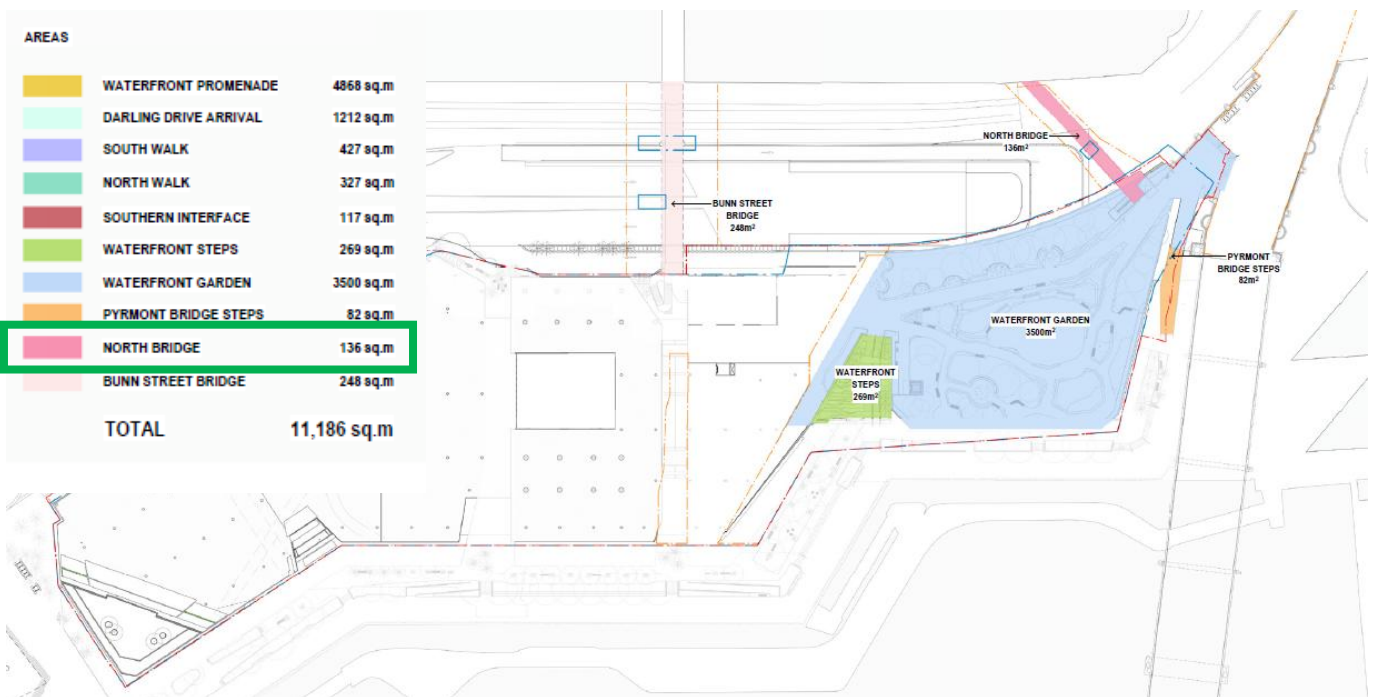 AREAS
WATERFRONT PROMENADE 4868 sq.m
DARLING DRIVE ARRIVAL 1212 sq.m
SOUTH WALK 427 sq.m
NORTH WALK 327 sq.m
SOUTHERN INTERFACE 117 sq.m
WATERFRONT STEPS 269 sq.m
WATERFRONT GARDEN 3500 sq.m
PYRMONT BRIDGE STEPS 82 sq.m
NORTH BRIDGE 136 sq.m
BUNN STREET BRIDGE 248 sq.m
TOTAL 11,186 sq.m
NORTH BRIDGE
136m²
BUNN STREET
BRIDGE
248m²
PYRMONT
BRIDGE STEPS
82m²
WATERFRONT GARDEN
3500m²
WATERFRONT
STEPS
269m²